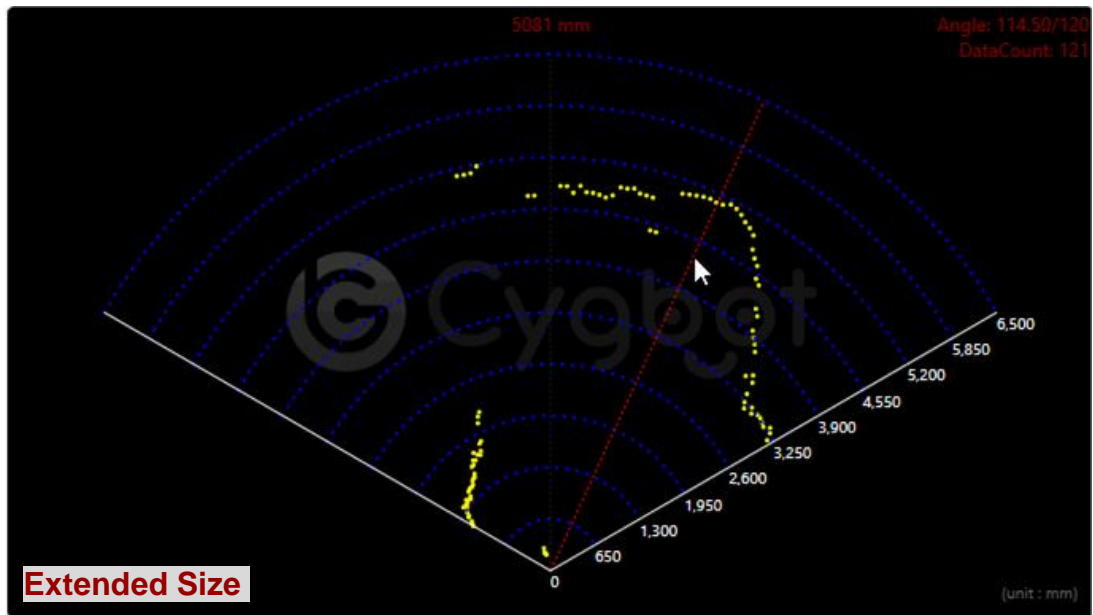 5081 mm
Angle: 114.50/120
DataCount: 121
Cygbot
6,500
5,850
5,200
4,550
3,900
3,250
2,600
1,950
1,300
650
0
Extended Size
(unit : mm)